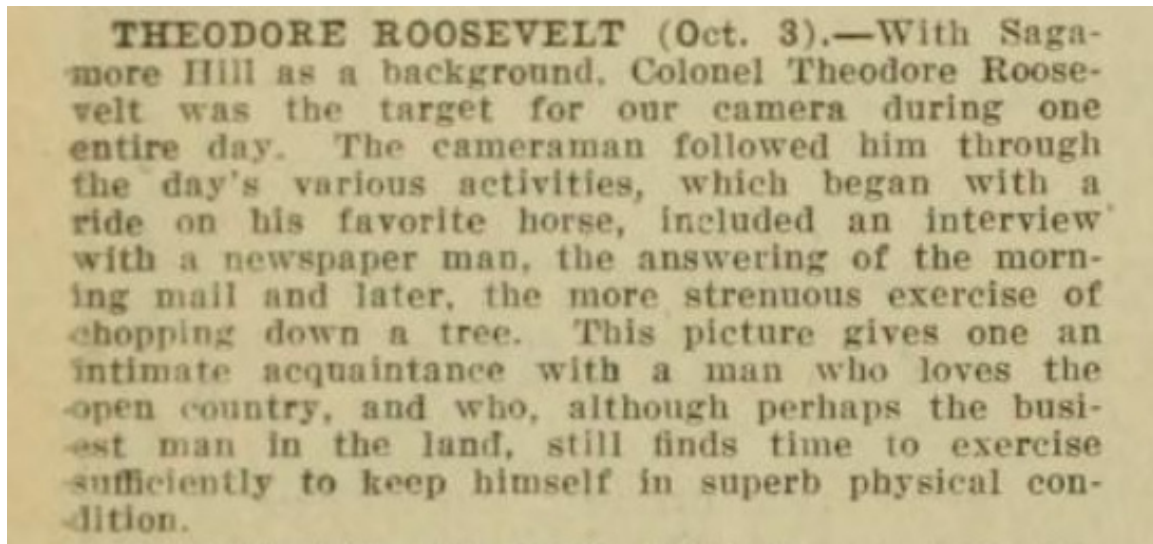 THEODORE ROOSEVELT (Oct. 3).—With Saga-
more Hill as a background, Colonel Theodore Roose-
velt was the target for our camera during one
entire day. The cameraman followed him through
the day's various activities, which began with a
ride on his favorite horse, included an interview
with a newspaper man, the answering of the morn-
ing mail and later, the more strenuous exercise of
chopping down a tree. This picture gives one an
intimate acquaintance with a man who loves the
open country, and who, although perhaps the busi-
est man in the land, still finds time to exercise
sufficiently to keep himself in superb physical con-
dition.